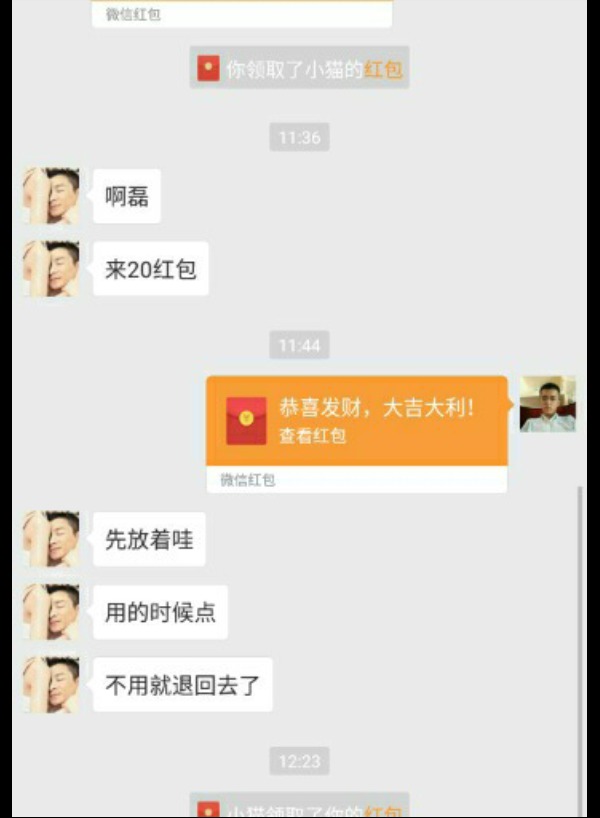 微信红包
你领取了小猫的红包
11:36
啊磊
来20红包
11:44
恭喜发财，大吉大利！
查看红包
微信红包
先放着哇
用的时候点
不用就退回去了
12:23
小猫领取了你的红包